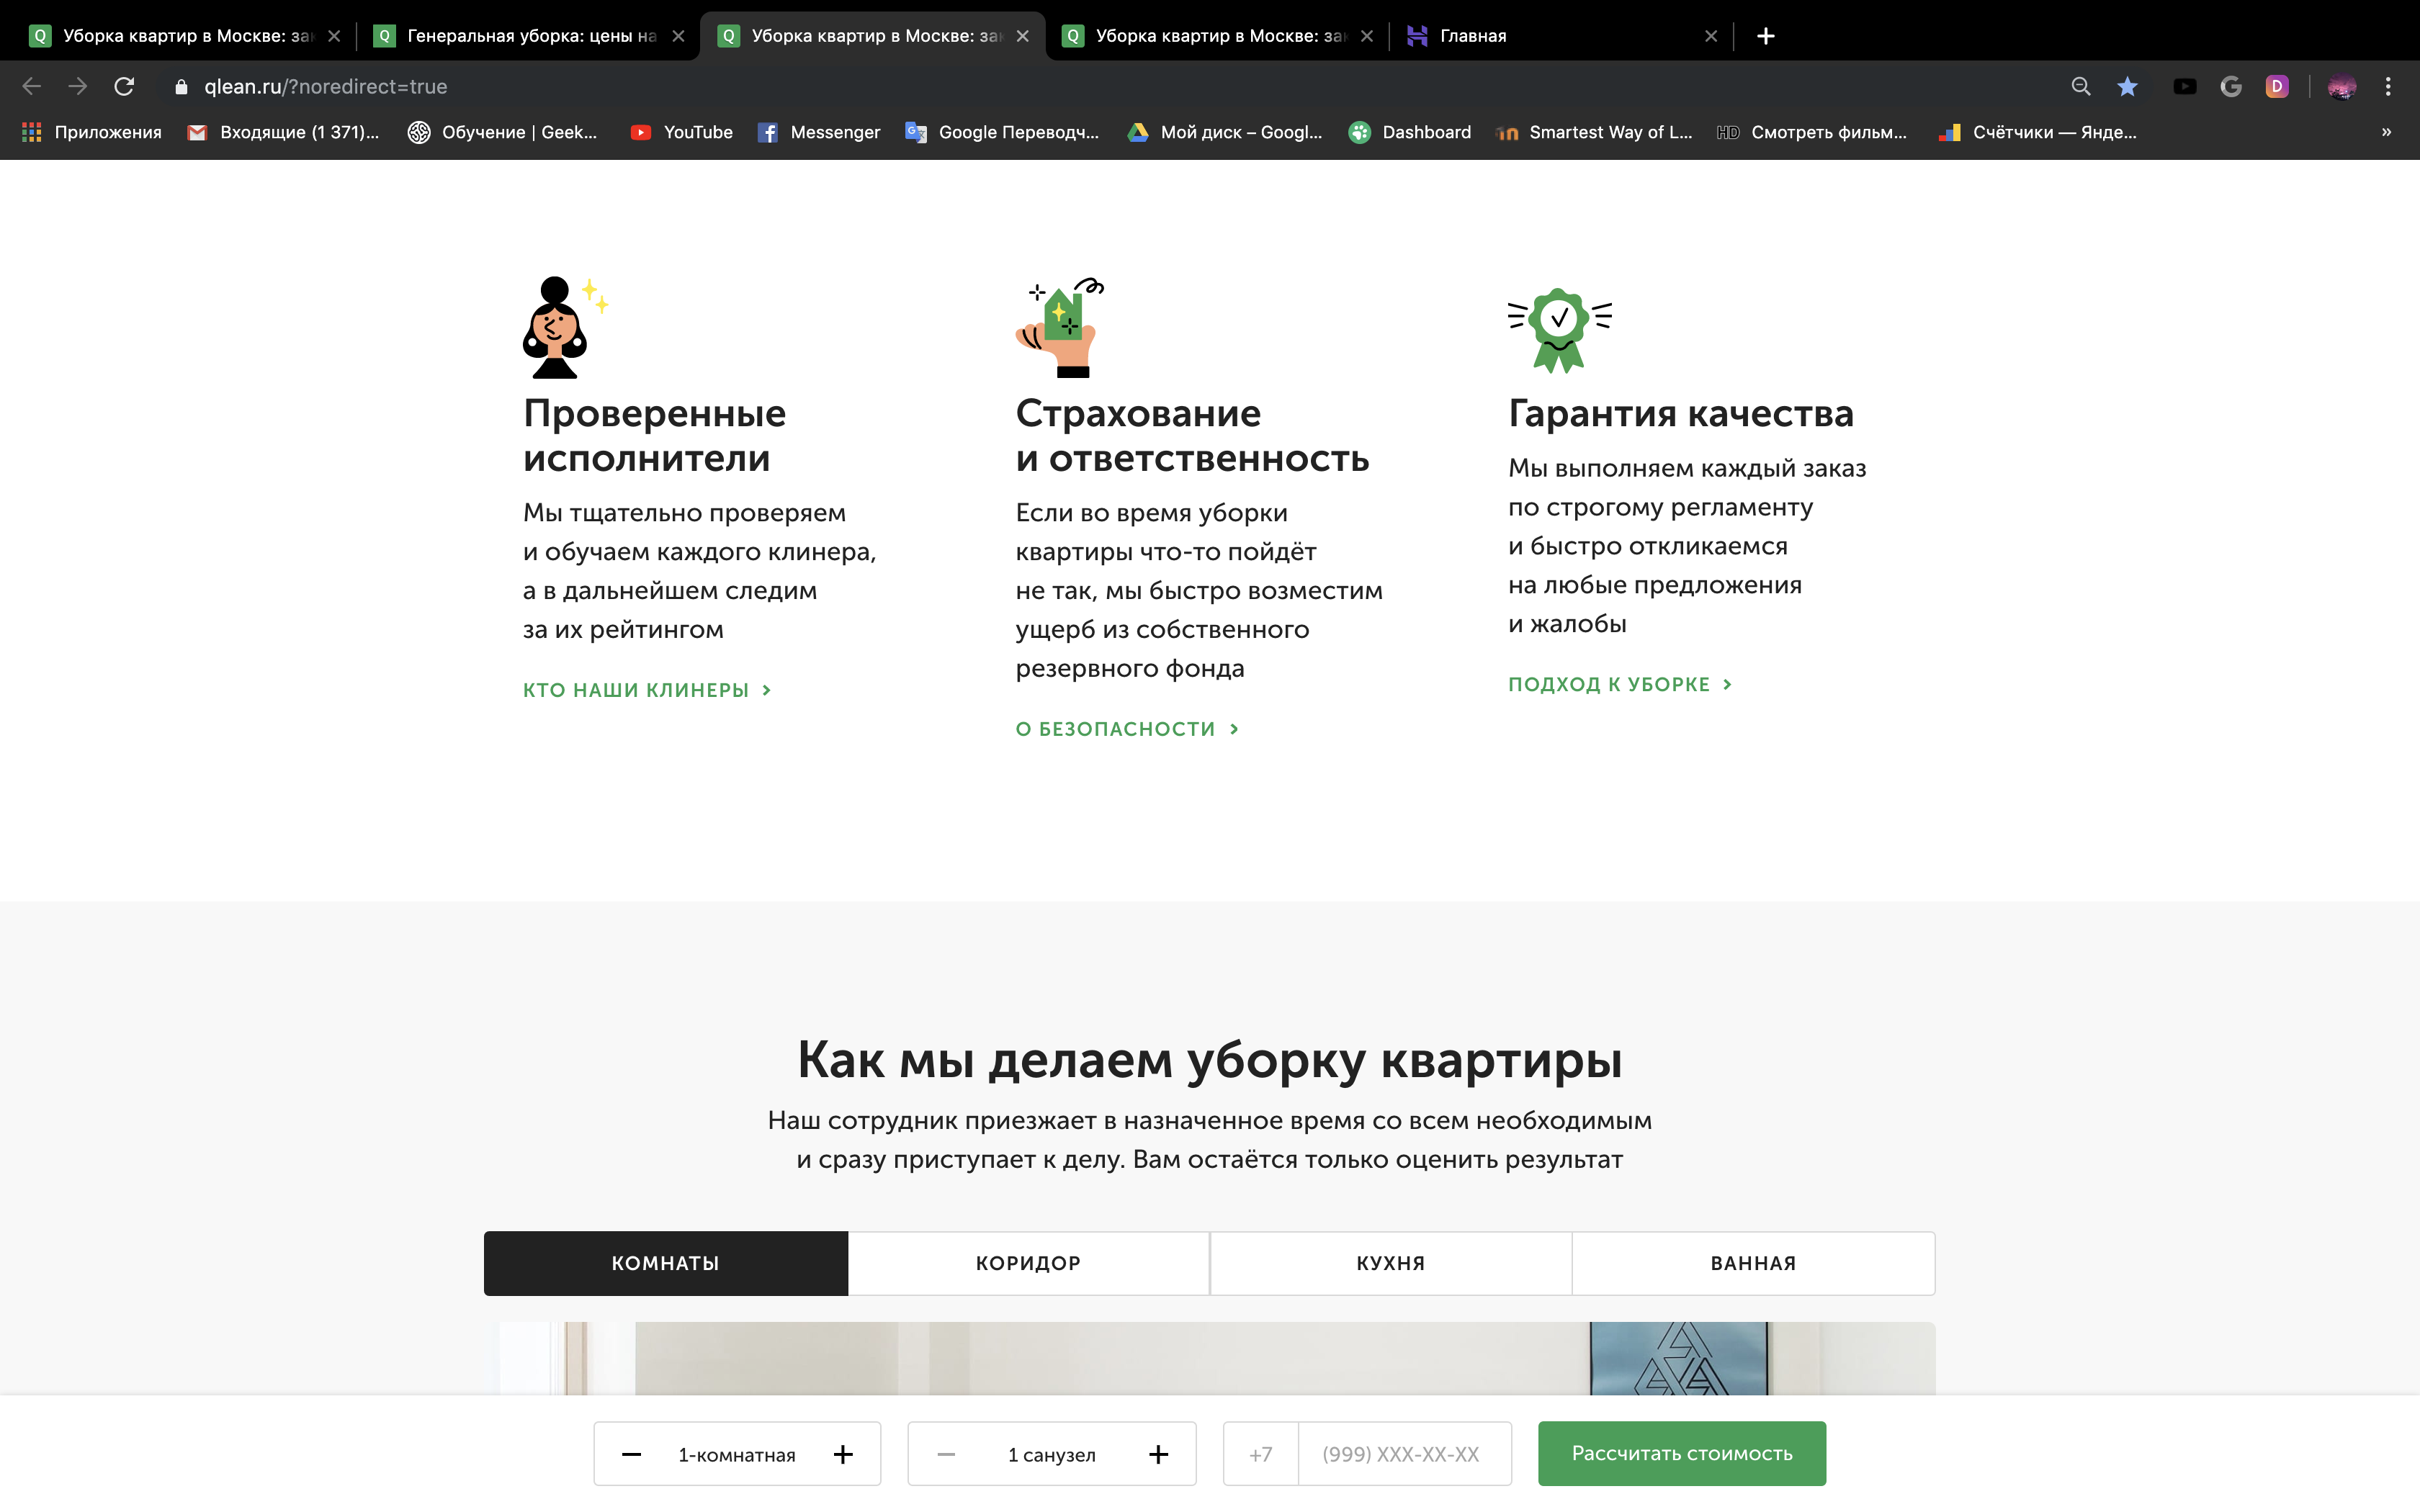 Уборка квартир в Москве: зак
Генеральная уборка: цены на
Уборка квартир в Москве: зак
Уборка квартир в Москве: зак
Главная
qlean.ru/?noredirect=true
Приложения
Входящие (1 371)...
Обучение | Geek...
YouTube
Messenger
Google Переводч...
Мой диск – Googl...
Dashboard
Smartest Way of L...
HD Смотреть фильм...
Счётчики — Янде...
»
Проверенные
исполнители
Мы тщательно проверяем
и обучаем каждого клинера,
а в дальнейшем следим
за их рейтингом
КТО НАШИ КЛИНЕРЫ >
Страхование
и ответственность
Если во время уборки
квартиры что-то пойдёт
не так, мы быстро возместим
ущерб из собственного
резервного фонда
О БЕЗОПАСНОСТИ >
Гарантия качества
Мы выполняем каждый заказ
по строгому регламенту
и быстро откликаемся
на любые предложения
и жалобы
ПОДХОД К УБОРКЕ >
Как мы делаем уборку квартиры
Наш сотрудник приезжает в назначенное время со всем необходимым
и сразу приступает к делу. Вам остаётся только оценить результат
КОМНАТЫ
КОРИДОР
КУХНЯ
ВАННАЯ
1-комнатная
1 санузел
+7 (999) XXX-XX-XX
Рассчитать стоимость